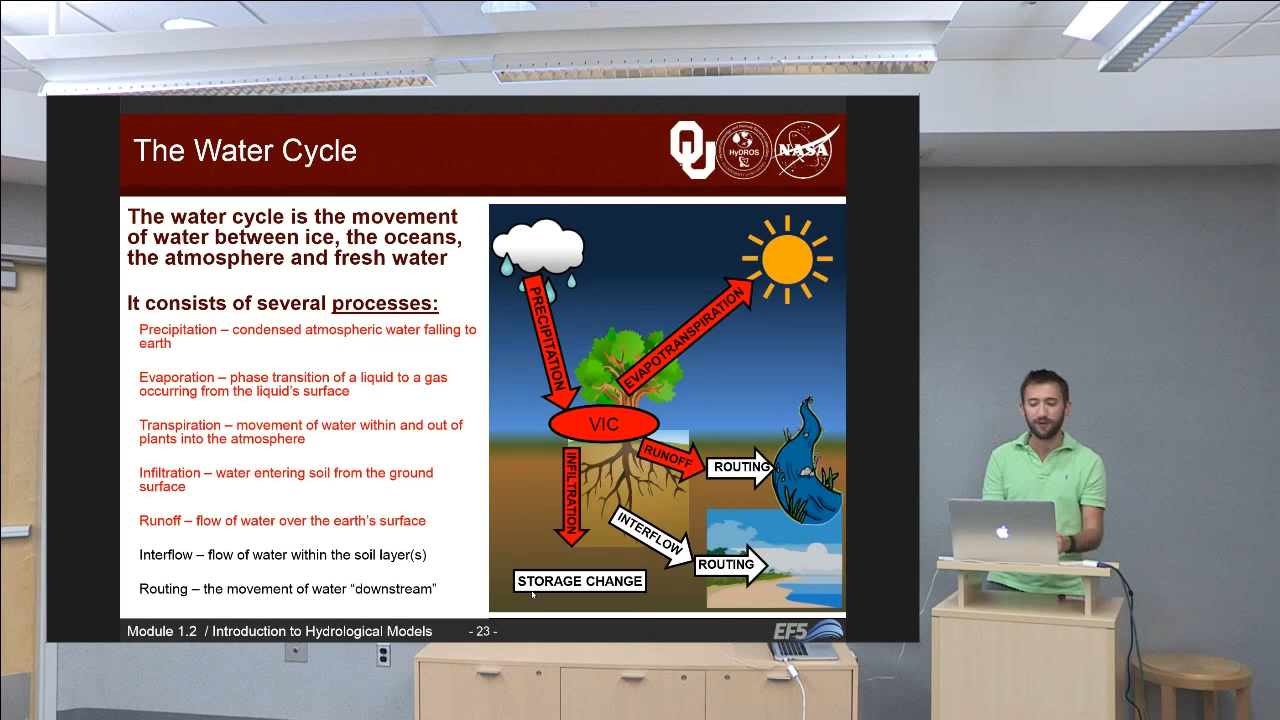 The Water Cycle
OU
HyDROS
NASA
The water cycle is the movement
of water between ice, the oceans,
the atmosphere and fresh water
It consists of several processes:
Precipitation – condensed atmospheric water falling to
earth
Evaporation – phase transition of a liquid to a gas
occurring from the liquid's surface
Transpiration – movement of water within and out of
plants into the atmosphere
Infiltration – water entering soil from the ground
surface
Runoff – flow of water over the earth's surface
Interflow – flow of water within the soil layer(s)
Routing – the movement of water “downstream”
PRECIPITATION
EVAPOTRANSPIRATION
VIC
RUNOFF
ROUTING
INFILTRATION
INTERFLOW
ROUTING
STORAGE CHANGE
Module 1.2 / Introduction to Hydrological Models
- 23 -
EF5